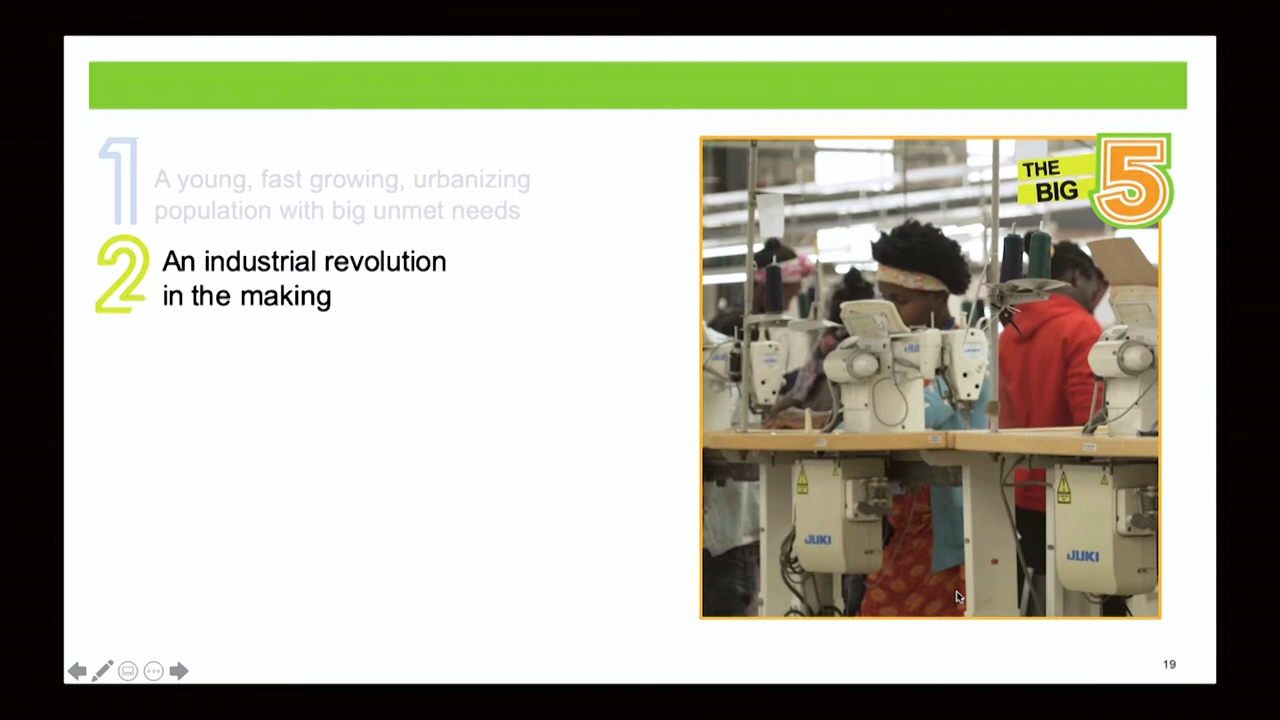 1
A young, fast growing, urbanizing
population with big unmet needs
2
An industrial revolution
in the making
THE
BIG
5
JUKI
JUKI
19